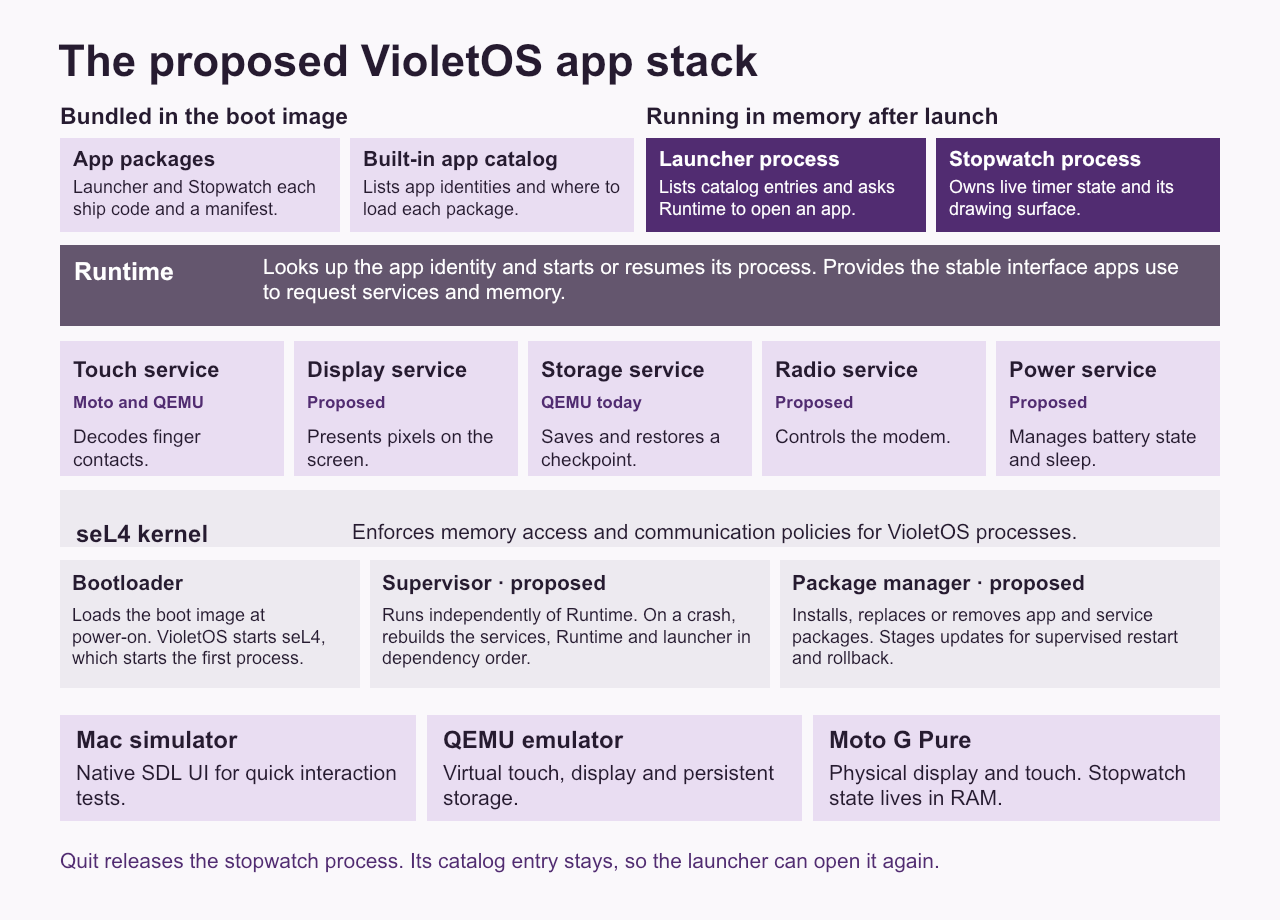 The proposed VioletOS app stack
Bundled in the boot image
Running in memory after launch
App packages
Launcher and Stopwatch each
ship code and a manifest.
Built-in app catalog
Lists app identities and where to
load each package.
Launcher process
Lists catalog entries and asks
Runtime to open an app.
Stopwatch process
Owns live timer state and its
drawing surface.
Runtime
Looks up the app identity and starts or resumes its process. Provides the stable interface apps use
to request services and memory.
Touch service
Moto and QEMU
Decodes finger
contacts.
Display service
Proposed
Presents pixels on the
screen.
Storage service
QEMU today
Saves and restores a
checkpoint.
Radio service
Proposed
Controls the modem.
Power service
Proposed
Manages battery state
and sleep.
seL4 kernel
Enforces memory access and communication policies for VioletOS processes.
Bootloader
Loads the boot image at
power-on. VioletOS starts seL4,
which starts the first process.
Supervisor · proposed
Runs independently of Runtime. On a crash,
rebuilds the services, Runtime and launcher in
dependency order.
Package manager · proposed
Installs, replaces or removes app and service
packages. Stages updates for supervised restart
and rollback.
Mac simulator
Native SDL UI for quick interaction
tests.
QEMU emulator
Virtual touch, display and persistent
storage.
Moto G Pure
Physical display and touch. Stopwatch
state lives in RAM.
Quit releases the stopwatch process. Its catalog entry stays, so the launcher can open it again.